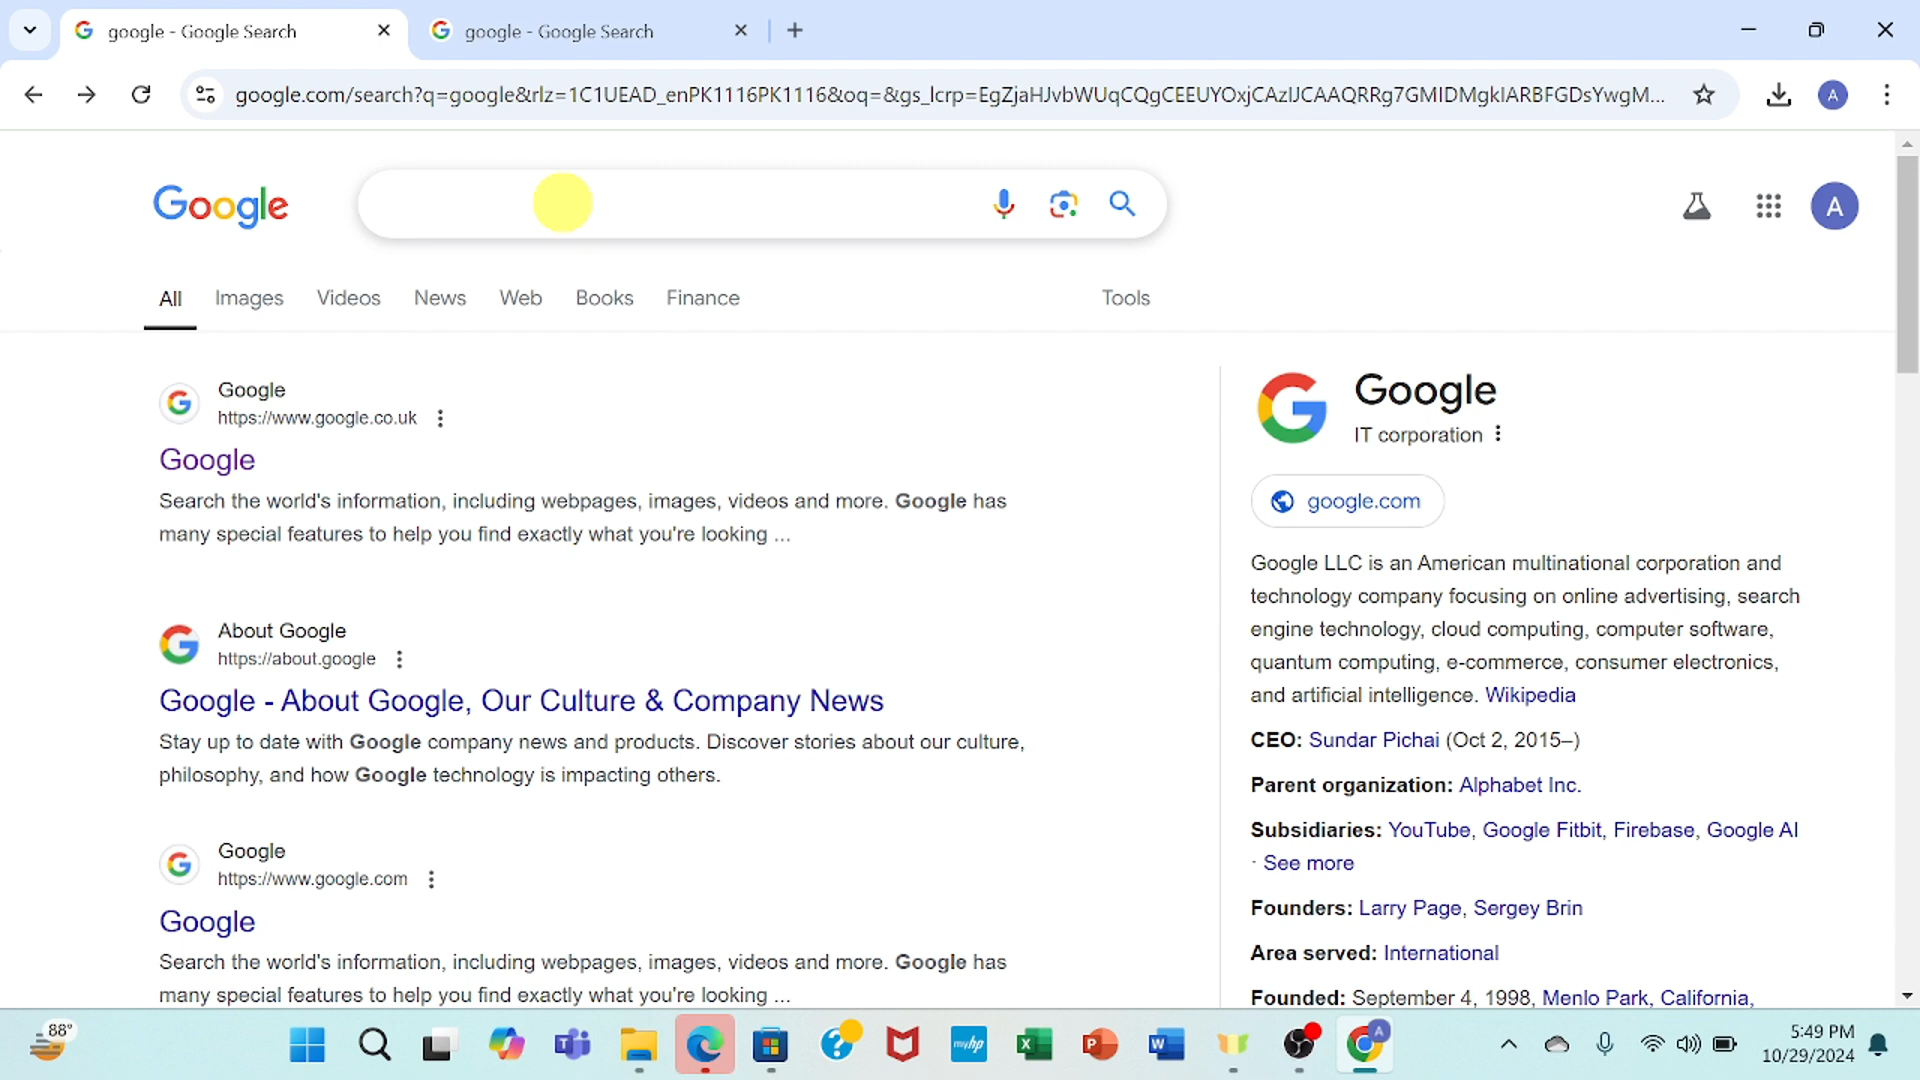 google - Google Search
google - Google Search
google.com/search?q=google&rlz=1C1UEAD_enPK1116PK1116&oq=&gs_lcrp=EgZjaHJvbWUqCQgCEEUYOxjCAzIJCAAQRRg7GMIDMgkIARBFGDsYwgM...
A
Google
A
All Images Videos News Web Books Finance Tools
Google
https://www.google.co.uk
Google
Search the world's information, including webpages, images, videos and more. Google has
many special features to help you find exactly what you're looking ...
About Google
https://about.google
Google - About Google, Our Culture & Company News
Stay up to date with Google company news and products. Discover stories about our culture,
philosophy, and how Google technology is impacting others.
Google
https://www.google.com
Google
Search the world's information, including webpages, images, videos and more. Google has
many special features to help you find exactly what you're looking ...
Google
IT corporation
google.com
Google LLC is an American multinational corporation and
technology company focusing on online advertising, search
engine technology, cloud computing, computer software,
quantum computing, e-commerce, consumer electronics,
and artificial intelligence. Wikipedia
CEO: Sundar Pichai (Oct 2, 2015–)
Parent organization: Alphabet Inc.
Subsidiaries: YouTube, Google Fitbit, Firebase, Google AI
· See more
Founders: Larry Page, Sergey Brin
Area served: International
Founded: September 4, 1998, Menlo Park, California,
88°
myhp
A
5:49 PM
10/29/2024